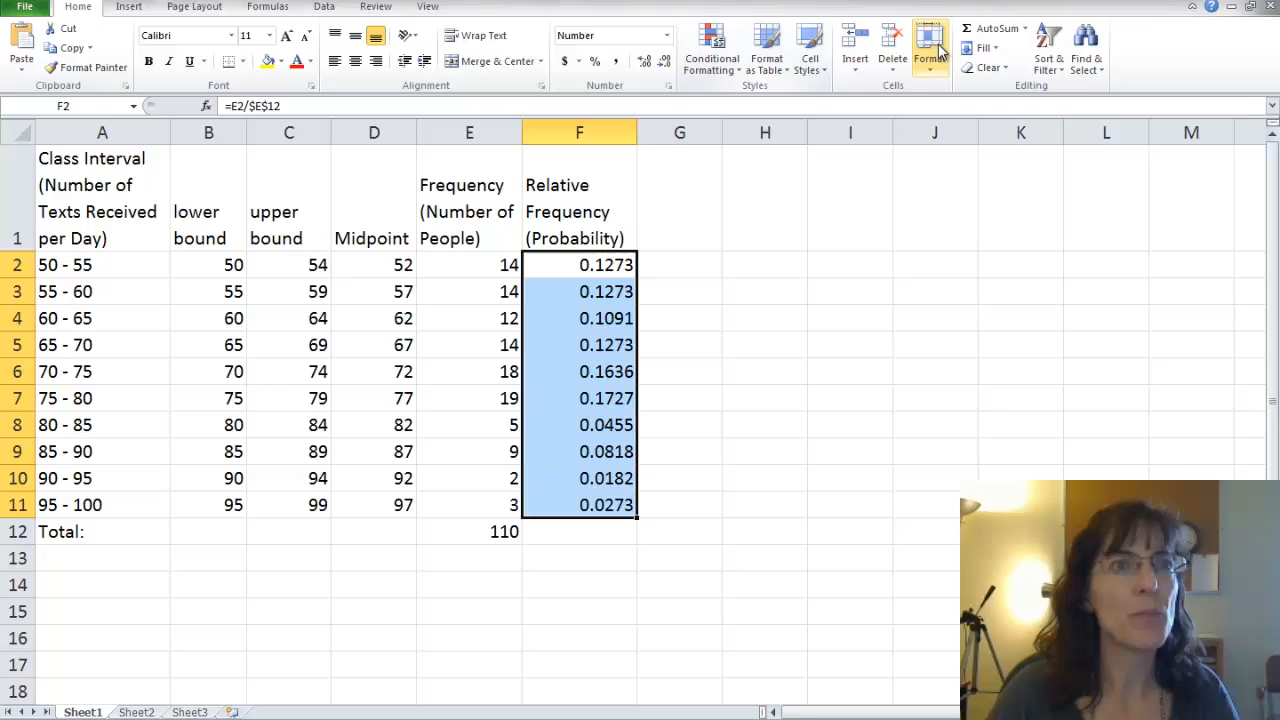 File Home Insert Page Layout Formulas Data Review View
Paste
Cut
Copy
Format Painter
Clipboard
Calibri 11
B I U
Font
Wrap Text
Merge & Center
Alignment
Number
$ % ,
Number
Conditional Formatting
Format as Table
Cell Styles
Styles
Insert Delete Format
Cells
AutoSum
Fill
Clear
Sort & Filter
Find & Select
Editing
F2 fx =E2/$E$12
A B C D E F G H I J K L M
1 Class Interval (Number of Texts Received per Day) lower bound upper bound Midpoint Frequency (Number of People) Relative Frequency (Probability)
2 50 - 55 50 54 52 14 0.1273
3 55 - 60 55 59 57 14 0.1273
4 60 - 65 60 64 62 12 0.1091
5 65 - 70 65 69 67 14 0.1273
6 70 - 75 70 74 72 18 0.1636
7 75 - 80 75 79 77 19 0.1727
8 80 - 85 80 84 82 5 0.0455
9 85 - 90 85 89 87 9 0.0818
10 90 - 95 90 94 92 2 0.0182
11 95 - 100 95 99 97 3 0.0273
12 Total: 110
13
14
15
16
17
18
Sheet1 Sheet2 Sheet3